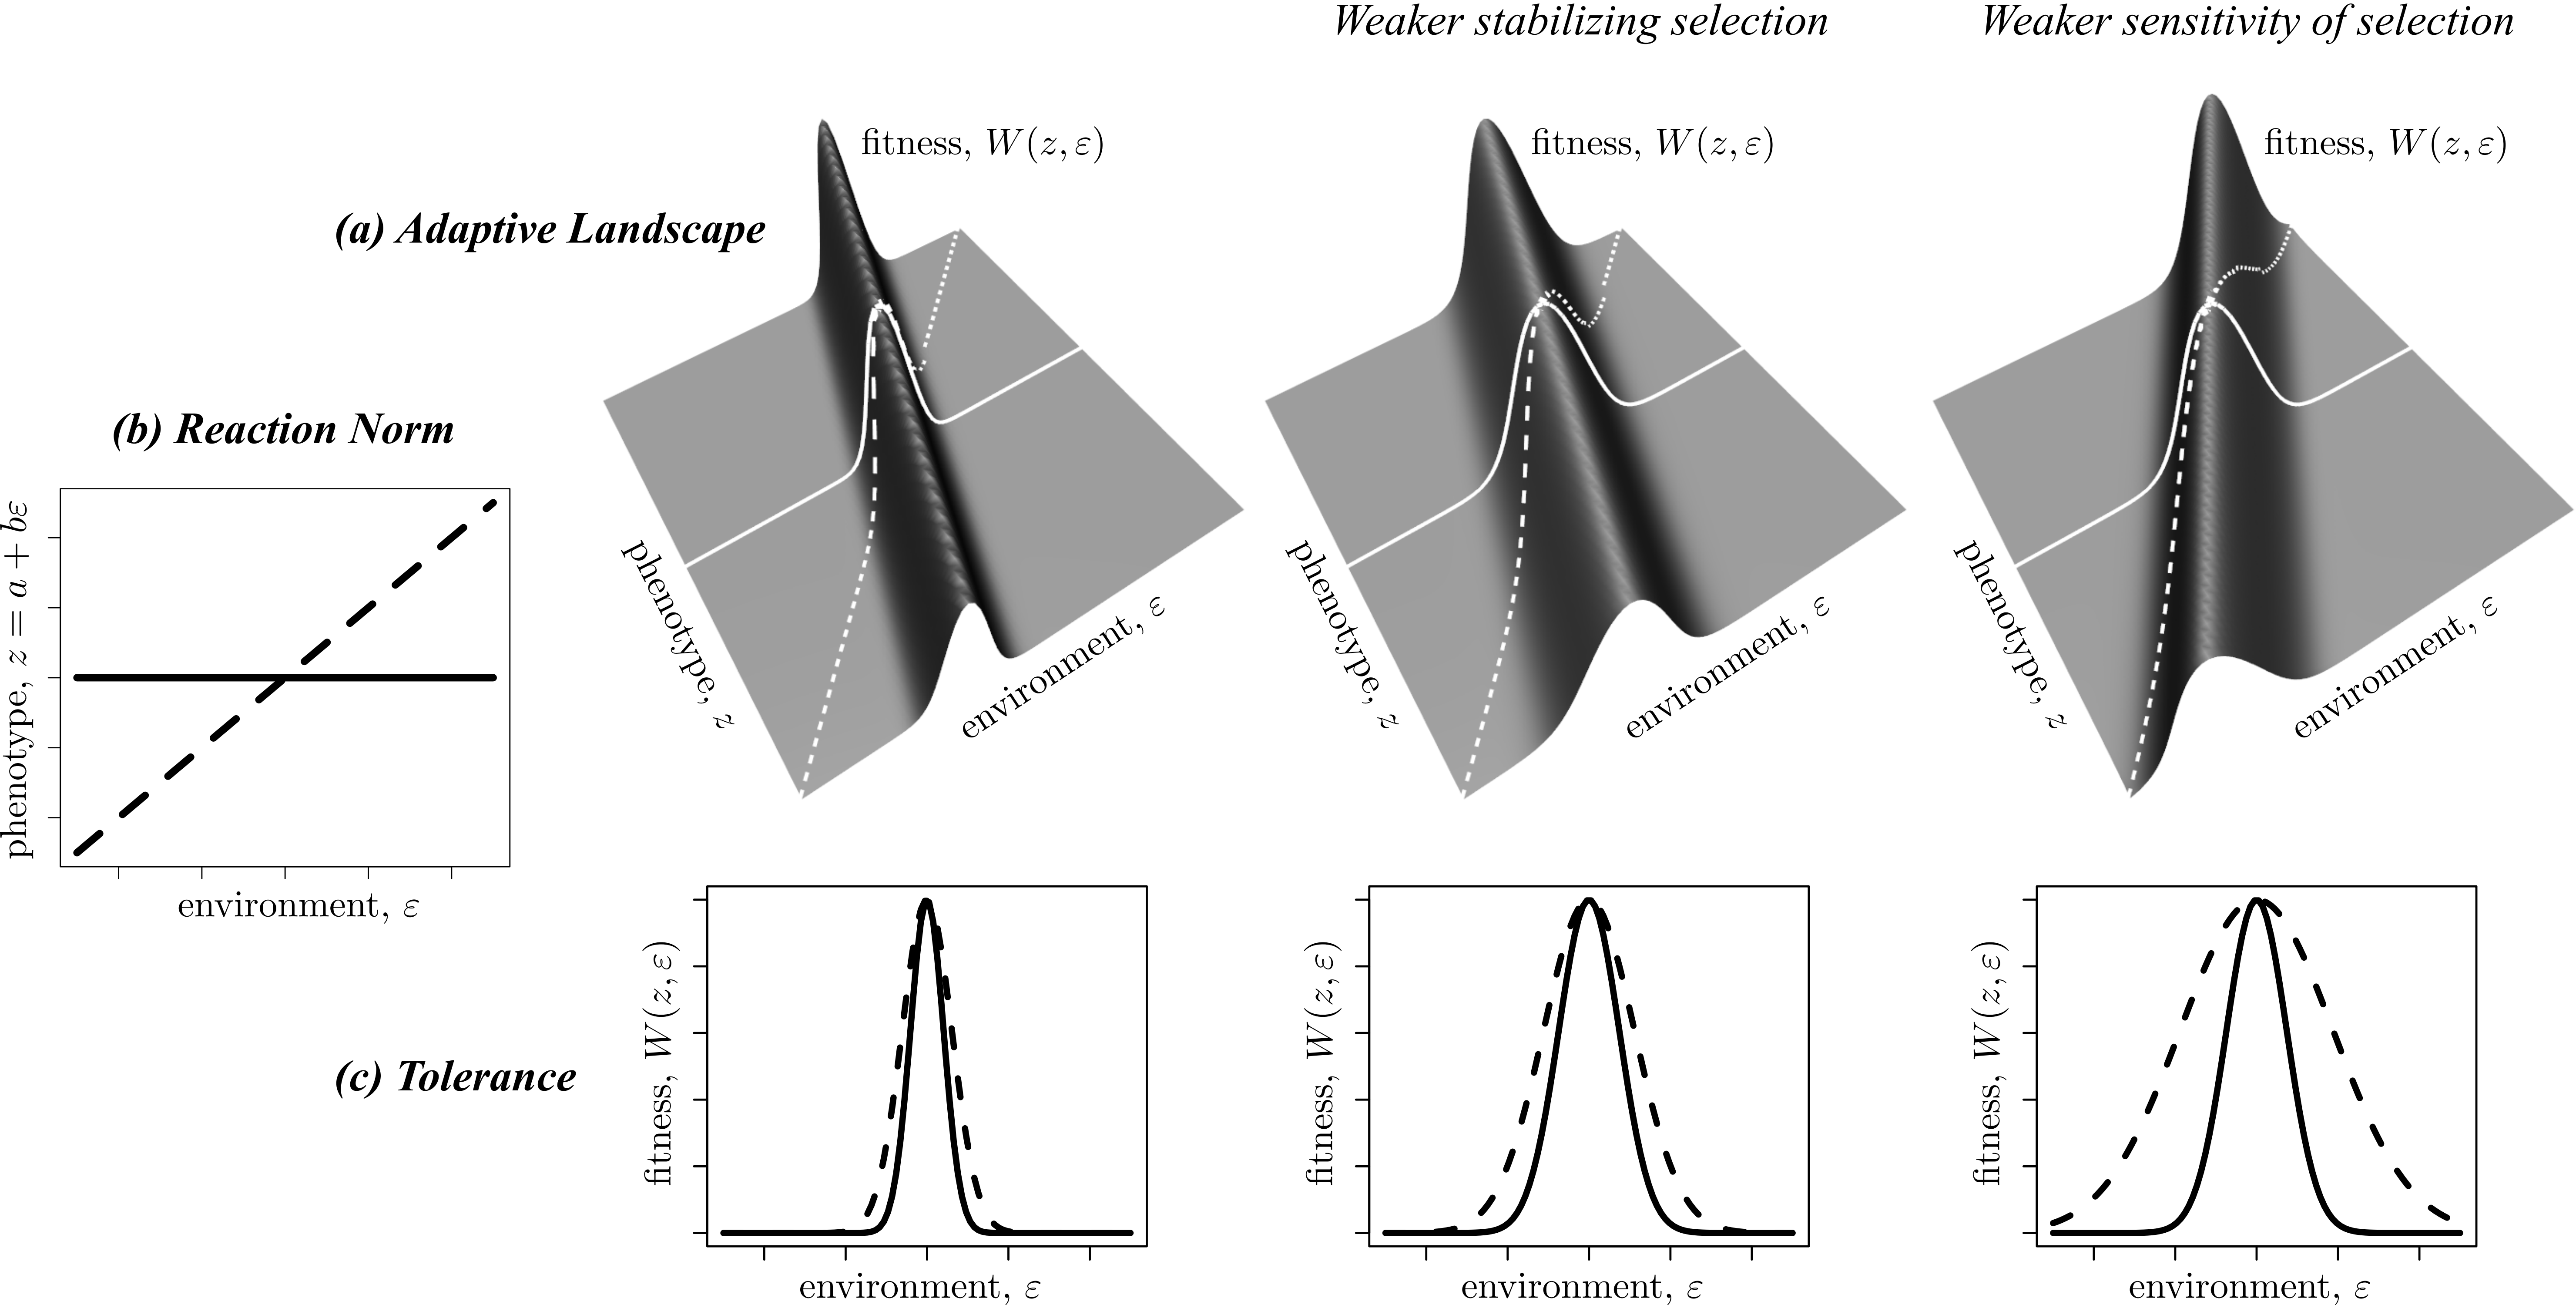 Weaker stabilizing selection
Weaker sensitivity of selection
(a) Adaptive Landscape
fitness, W(z, ε)
fitness, W(z, ε)
fitness, W(z, ε)
phenotype, z
environment, ε
phenotype, z
environment, ε
phenotype, z
environment, ε
(b) Reaction Norm
phenotype, z = a + bε
environment, ε
(c) Tolerance
fitness, W(z, ε)
environment, ε
fitness, W(z, ε)
environment, ε
fitness, W(z, ε)
environment, ε